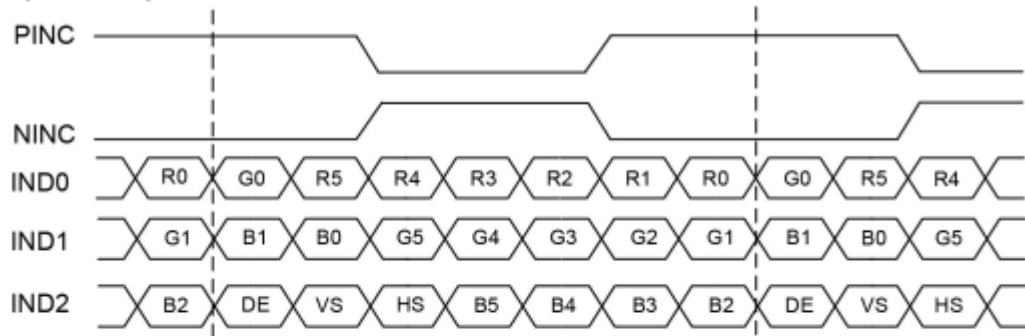 PINC
NINC
IND0 R0 G0 R5 R4 R3 R2 R1 R0 G0 R5 R4
IND1 G1 B1 B0 G5 G4 G3 G2 G1 B1 B0 G5
IND2 B2 DE VS HS B5 B4 B3 B2 DE VS HS